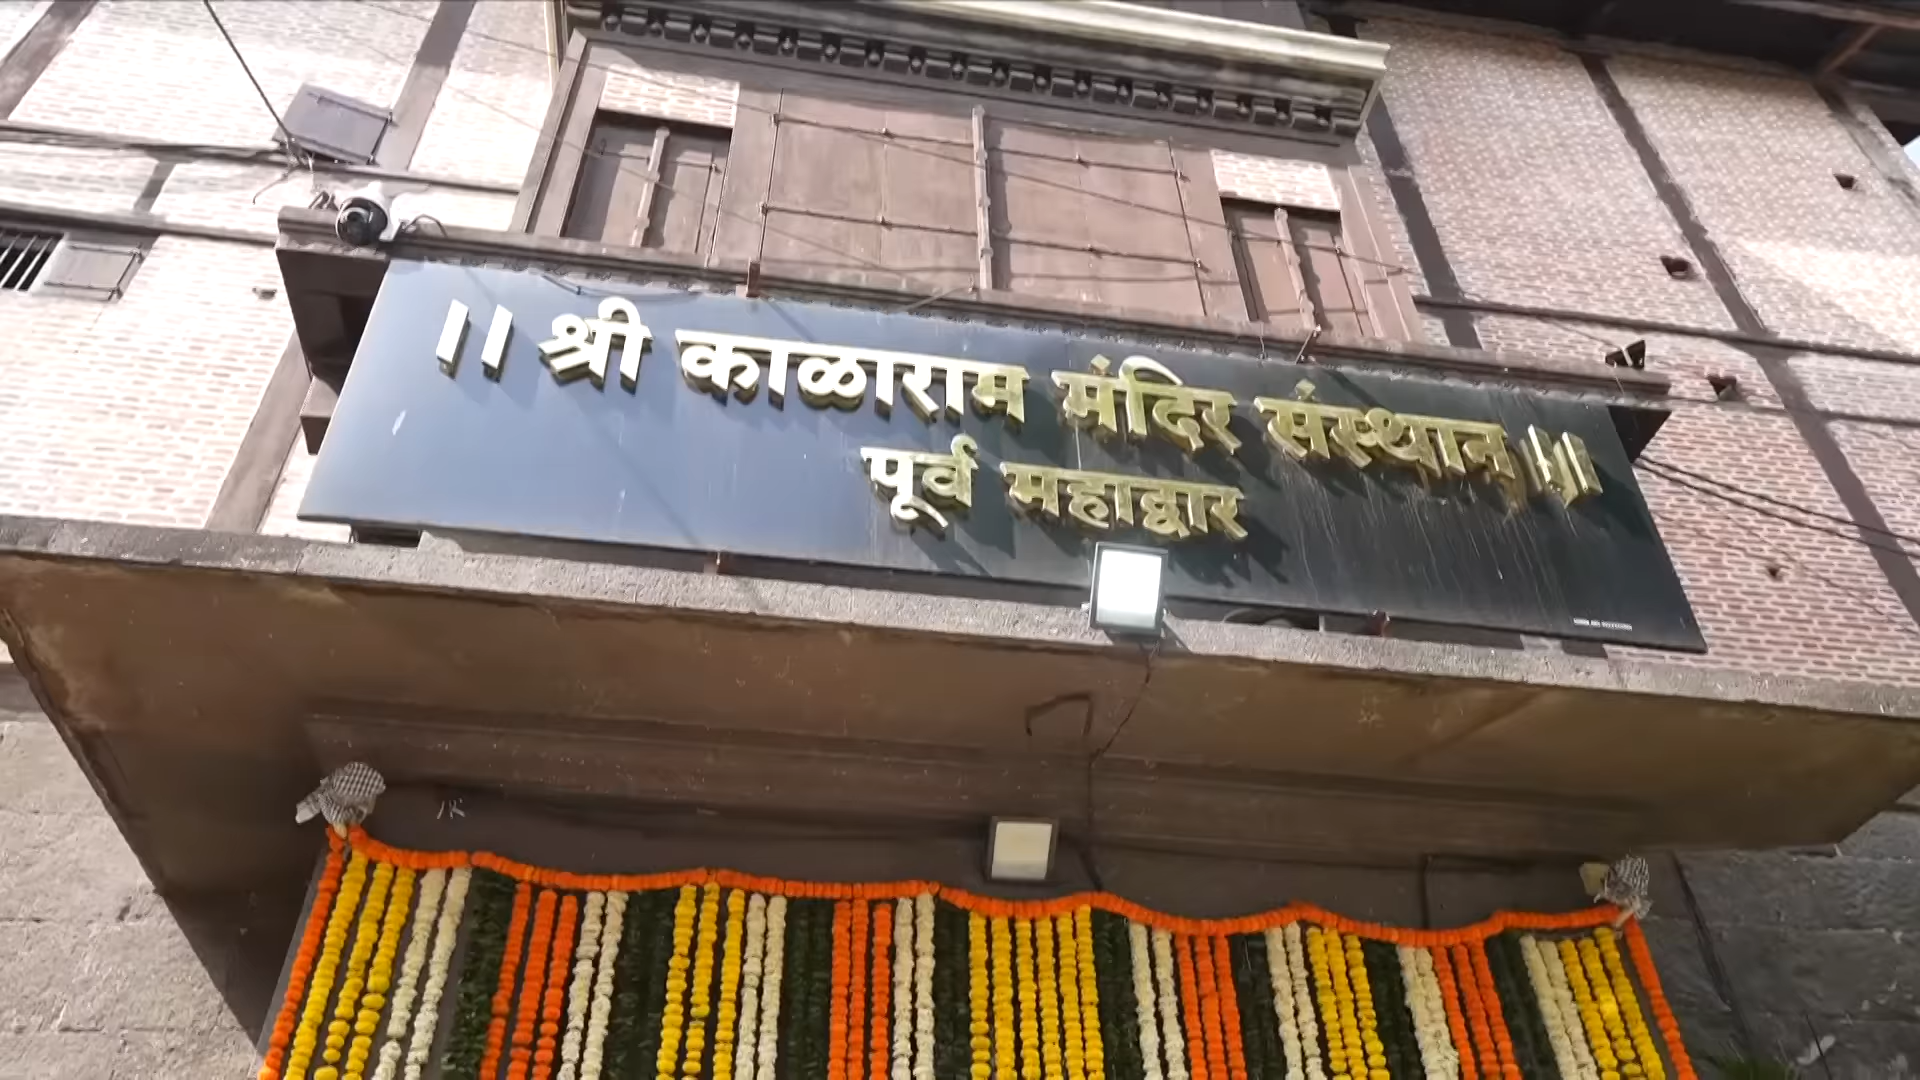 ॥ श्री काळाराम मंदिर संस्थान ॥
पूर्व महाद्वार